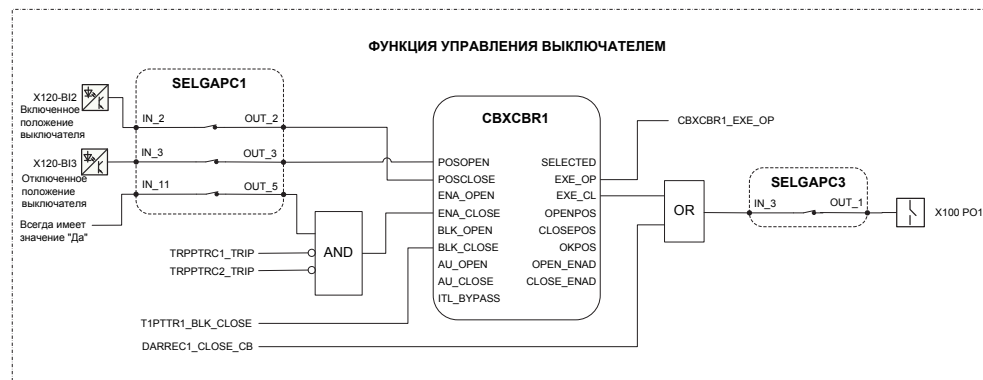 ФУНКЦИЯ УПРАВЛЕНИЯ ВЫКЛЮЧАТЕЛЕМ
SELGAPC1
X120-BI2
Включенное
положение
выключателя
IN_2
OUT_2
X120-BI3
Отключенное
положение
выключателя
IN_3
OUT_3
Всегда имеет
значение "Да"
IN_11
OUT_5
TRPPTRC1_TRIP
TRPPTRC2_TRIP
AND
T1PTTR1_BLK_CLOSE
DARREC1_CLOSE_CB
CBXCBR1
POSOPEN
POSCLOSE
ENA_OPEN
ENA_CLOSE
BLK_OPEN
BLK_CLOSE
AU_OPEN
AU_CLOSE
ITL_BYPASS
SELECTED
EXE_OP
EXE_CL
OPENPOS
CLOSEPOS
OKPOS
OPEN_ENAD
CLOSE_ENAD
CBXCBR1_EXE_OP
OR
SELGAPC3
IN_3
OUT_1
X100 PO1